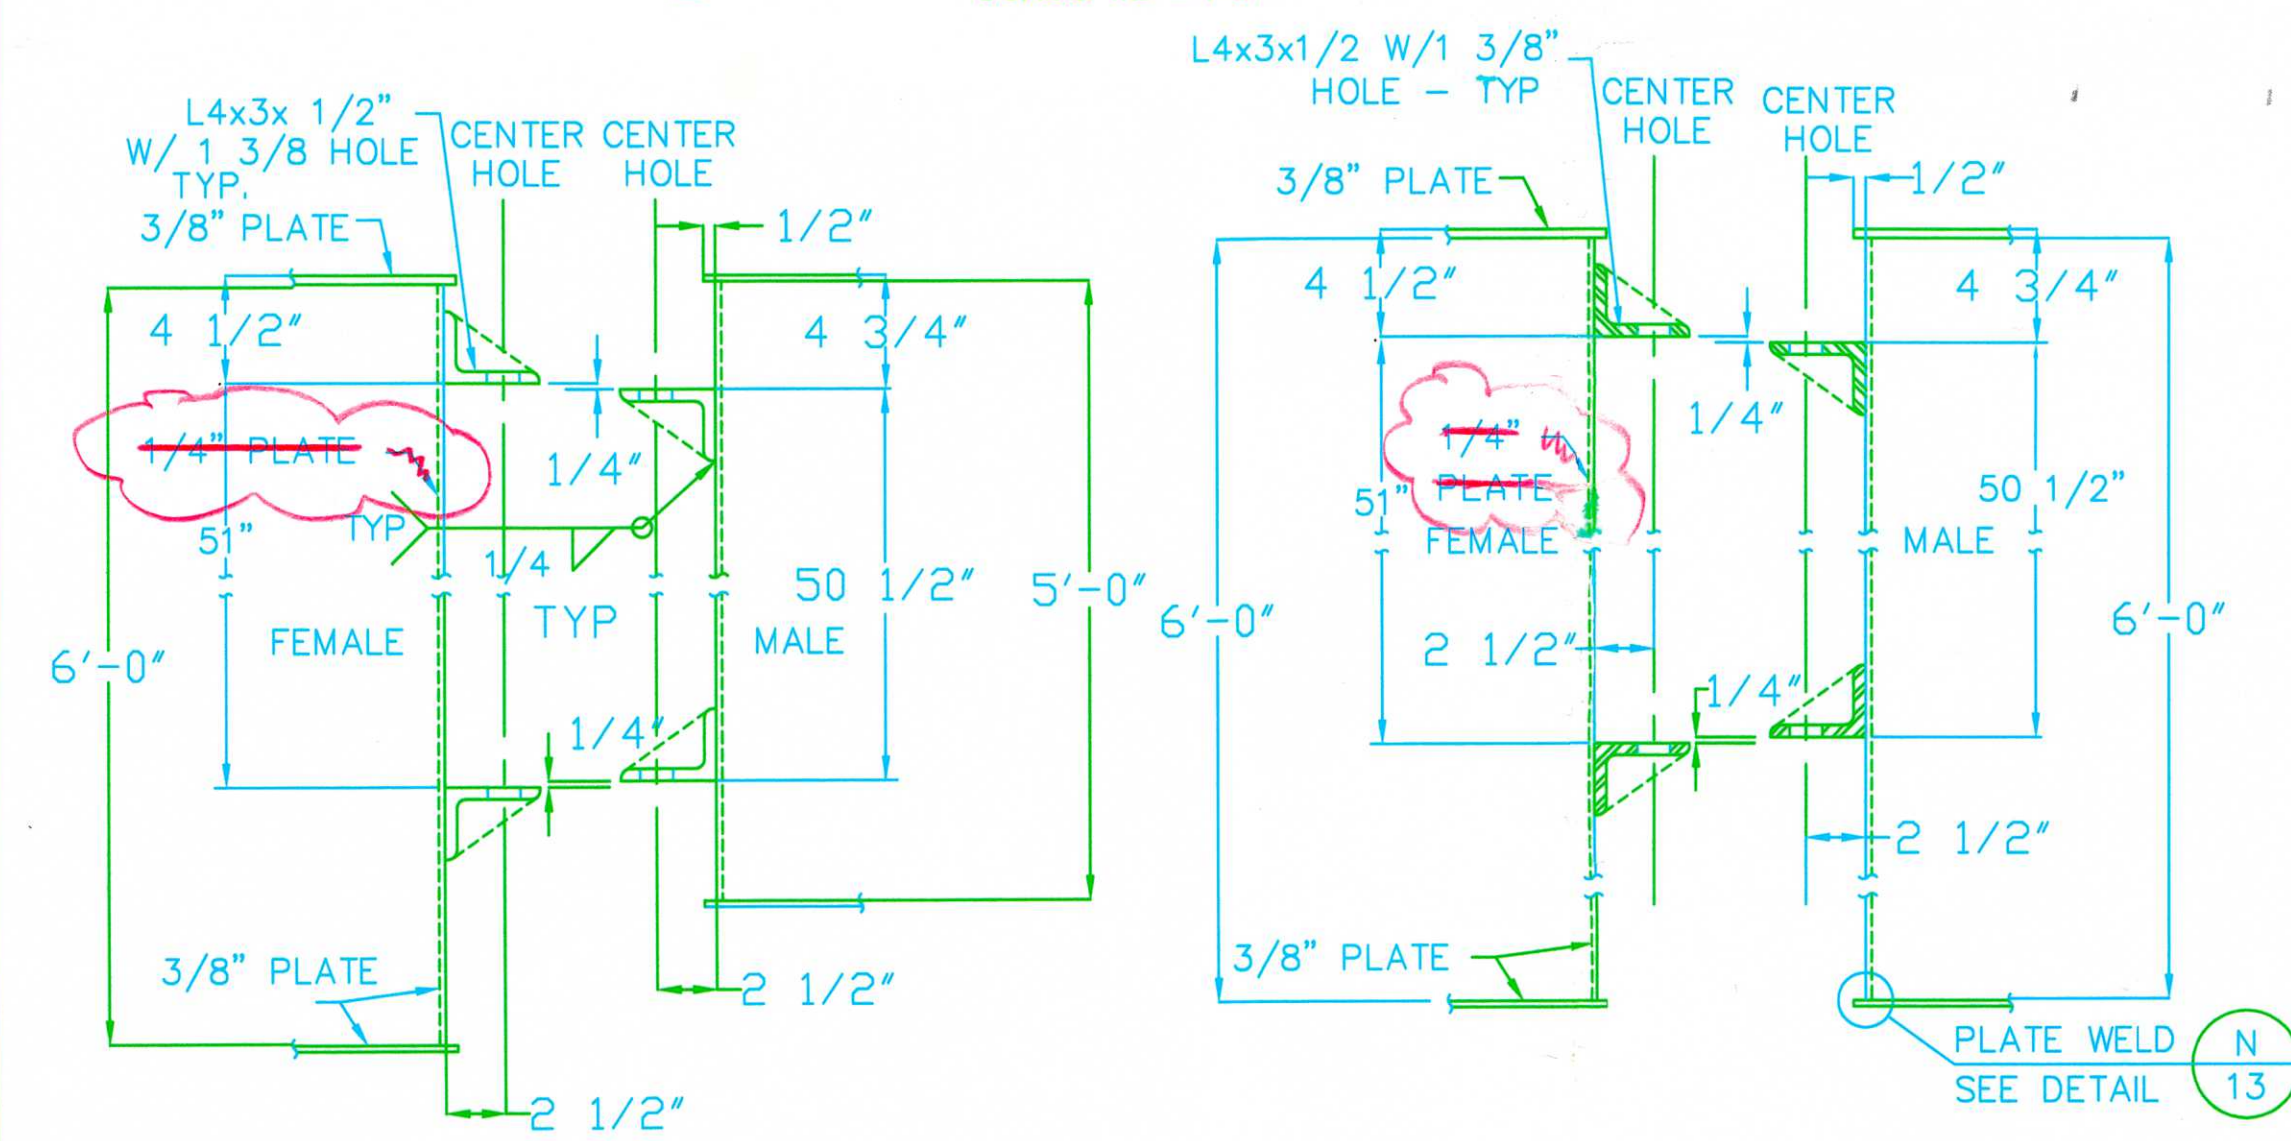 L4x3x 1/2"
W/ 1 3/8 HOLE
TYP.
3/8" PLATE
CENTER
HOLE
CENTER
HOLE
1/2"
4 1/2"
4 3/4"
1/4" PLATE
1/4"
51"
TYP
1/4
TYP
50 1/2"
5'-0"
6'-0"
FEMALE
MALE
1/4"
3/8" PLATE
2 1/2"
2 1/2"
L4x3x1/2 W/1 3/8"
HOLE - TYP
CENTER
HOLE
CENTER
HOLE
3/8" PLATE
1/2"
4 1/2"
4 3/4"
1/4"
PLATE
1/4"
51"
50 1/2"
FEMALE
MALE
6'-0"
6'-0"
2 1/2"
1/4"
2 1/2"
3/8" PLATE
PLATE WELD
SEE DETAIL
N
13